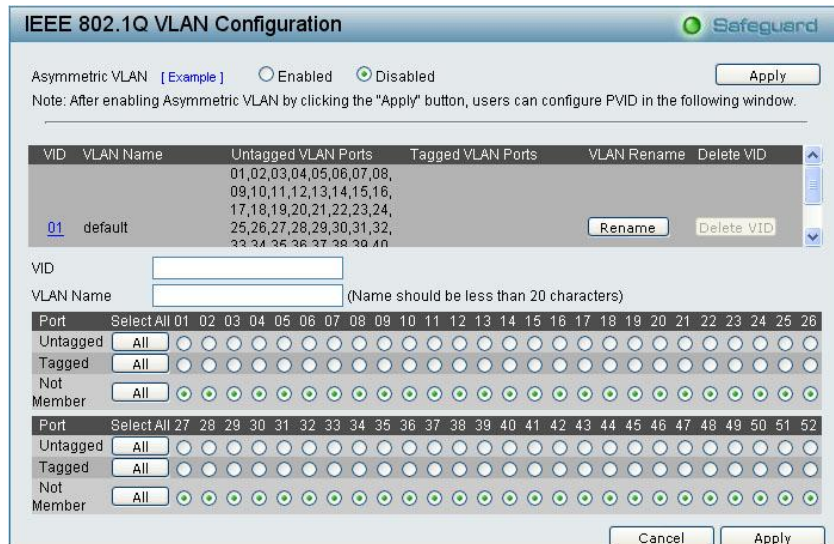 IEEE 802.1Q VLAN Configuration
Safeguard
Asymmetric VLAN [ Example ] Enabled Disabled Apply
Note: After enabling Asymmetric VLAN by clicking the "Apply" button, users can configure PVID in the following window.
VID VLAN Name Untagged VLAN Ports Tagged VLAN Ports VLAN Rename Delete VID
01,02,03,04,05,06,07,08,
09,10,11,12,13,14,15,16,
17,18,19,20,21,22,23,24,
01 default 25,26,27,28,29,30,31,32, Rename Delete VID
33,34,35,36,37,38,39,40,
VID
VLAN Name (Name should be less than 20 characters)
Port Select All 01 02 03 04 05 06 07 08 09 10 11 12 13 14 15 16 17 18 19 20 21 22 23 24 25 26
Untagged All
Tagged All
Not
Member All
Port Select All 27 28 29 30 31 32 33 34 35 36 37 38 39 40 41 42 43 44 45 46 47 48 49 50 51 52
Untagged All
Tagged All
Not
Member All
Cancel Apply